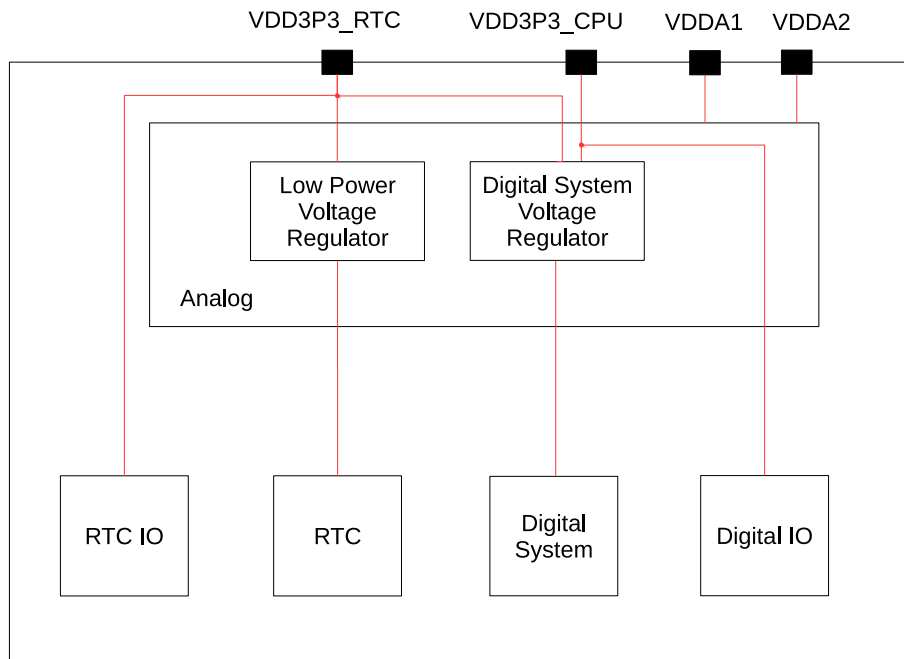 VDD3P3_RTC
VDD3P3_CPU
VDDA1
VDDA2
Low Power
Voltage
Regulator
Digital System
Voltage
Regulator
Analog
RTC IO
RTC
Digital
System
Digital IO